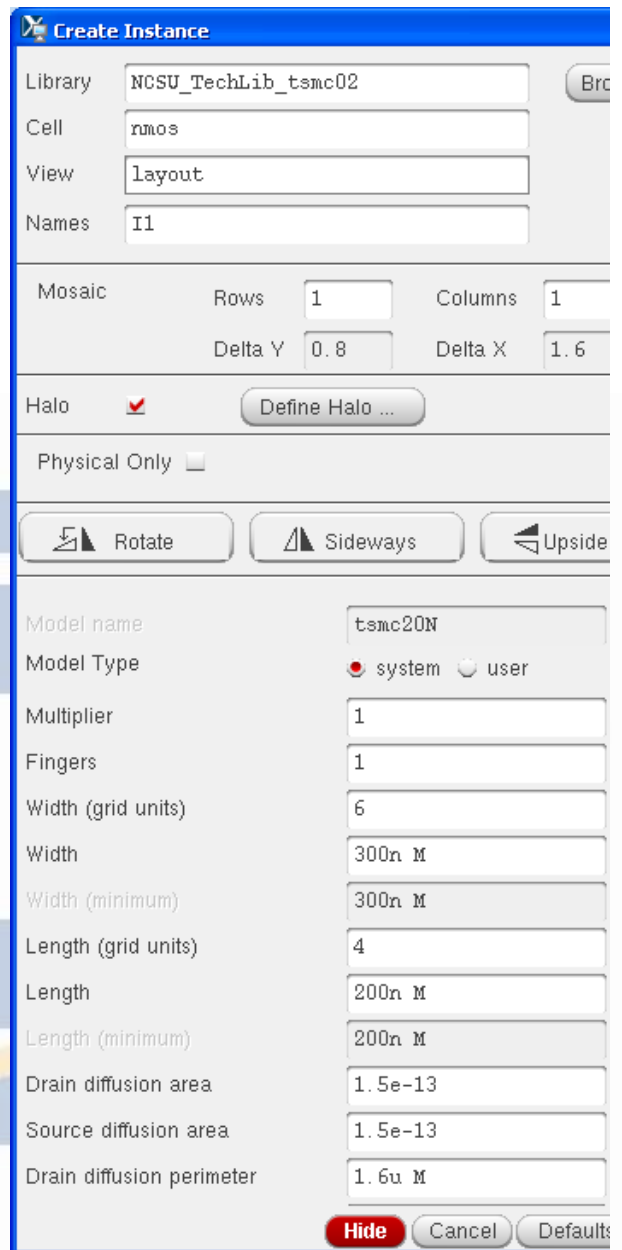 Create Instance
Library NCSU_TechLib_tsmc02 Bro
Cell nmos
View layout
Names I1
Mosaic Rows 1 Columns 1
Delta Y 0.8 Delta X 1.6
Halo Define Halo ...
Physical Only
Rotate Sideways Upside
Model name tsmc20N
Model Type system user
Multiplier 1
Fingers 1
Width (grid units) 6
Width 300n M
Width (minimum) 300n M
Length (grid units) 4
Length 200n M
Length (minimum) 200n M
Drain diffusion area 1.5e-13
Source diffusion area 1.5e-13
Drain diffusion perimeter 1.6u M
Hide Cancel Defaults